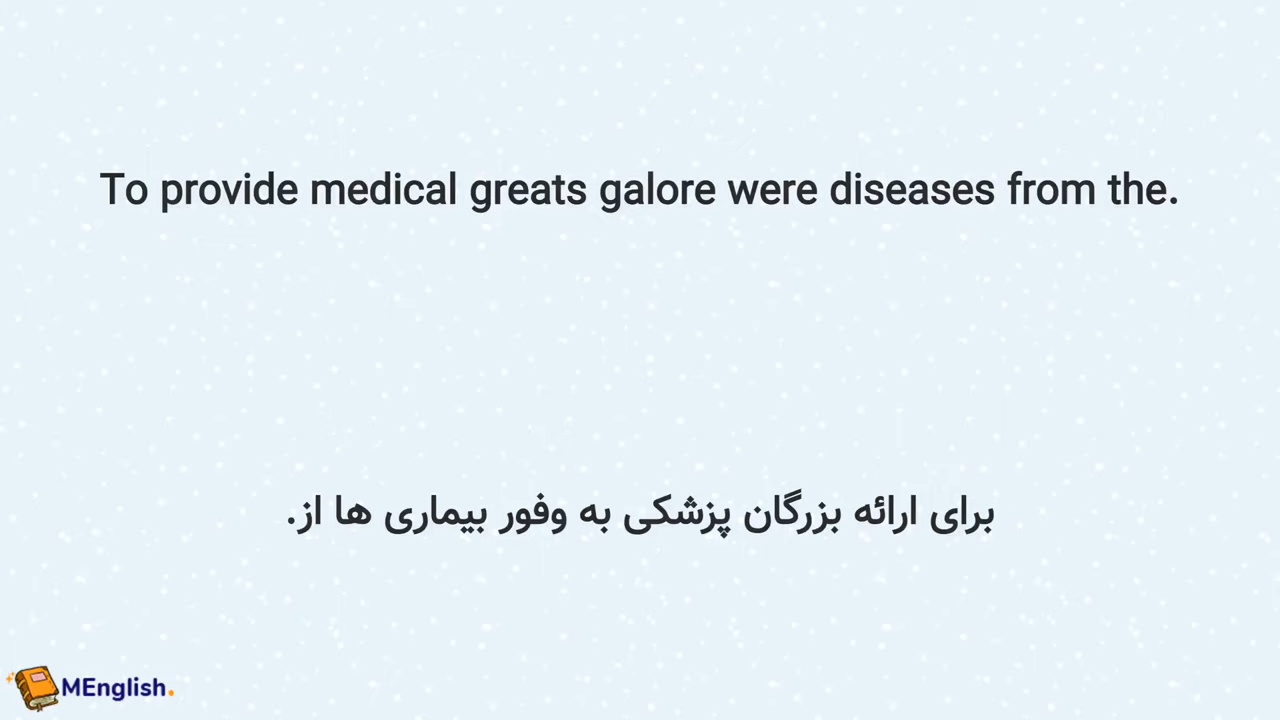 To provide medical greats galore were diseases from the.
برای ارائه بزرگان پزشکی به وفور بیماری ها از.
MEnglish.